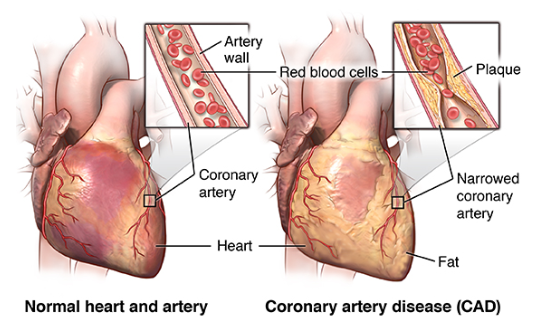 Artery
wall
Red blood cells
Plaque
Coronary
artery
Narrowed
coronary
artery
Heart
Fat
Normal heart and artery
Coronary artery disease (CAD)